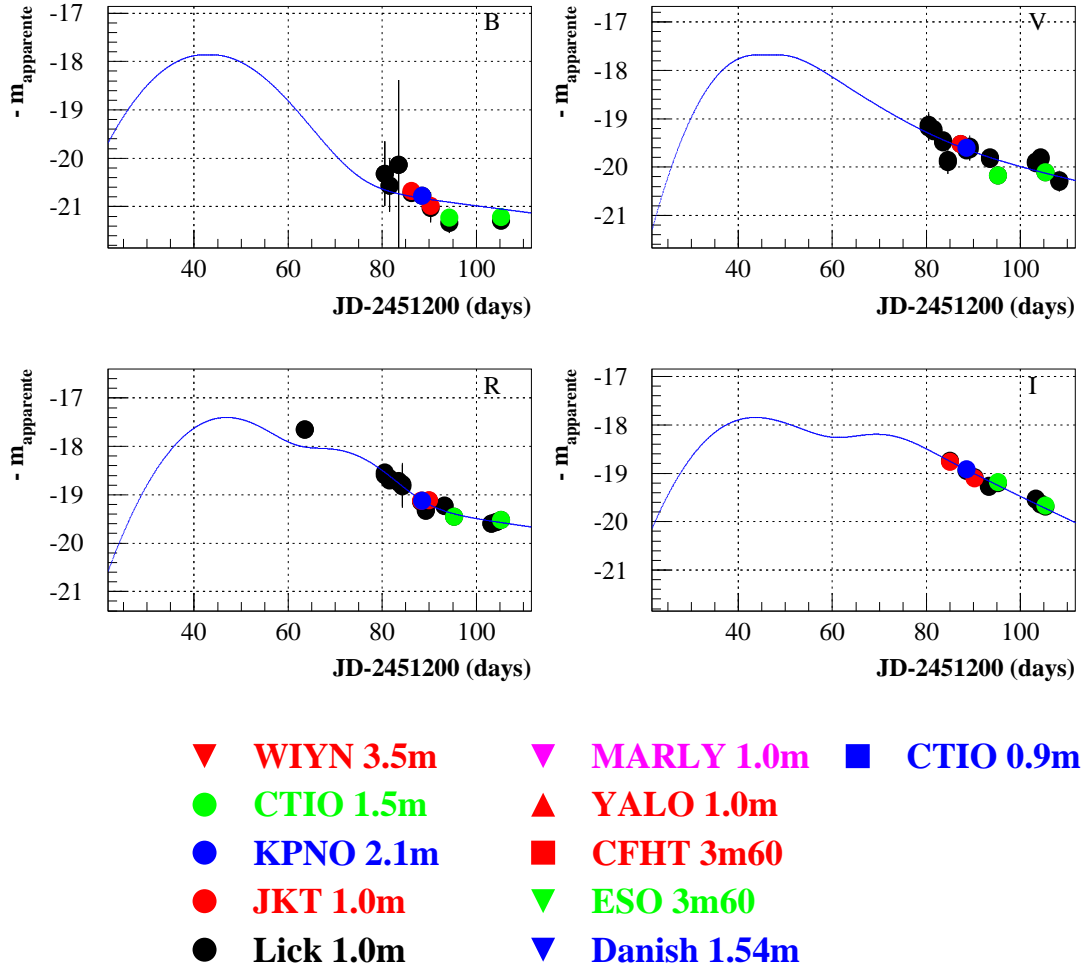 B
- m_apparente
-17
-18
-19
-20
-21
40 60 80 100
JD-2451200 (days)
V
- m_apparente
-17
-18
-19
-20
-21
40 60 80 100
JD-2451200 (days)
R
- m_apparente
-17
-18
-19
-20
-21
40 60 80 100
JD-2451200 (days)
I
- m_apparente
-17
-18
-19
-20
-21
40 60 80 100
JD-2451200 (days)
WIYN 3.5m
CTIO 1.5m
KPNO 2.1m
JKT 1.0m
Lick 1.0m
MARLY 1.0m
YALO 1.0m
CFHT 3m60
ESO 3m60
Danish 1.54m
CTIO 0.9m